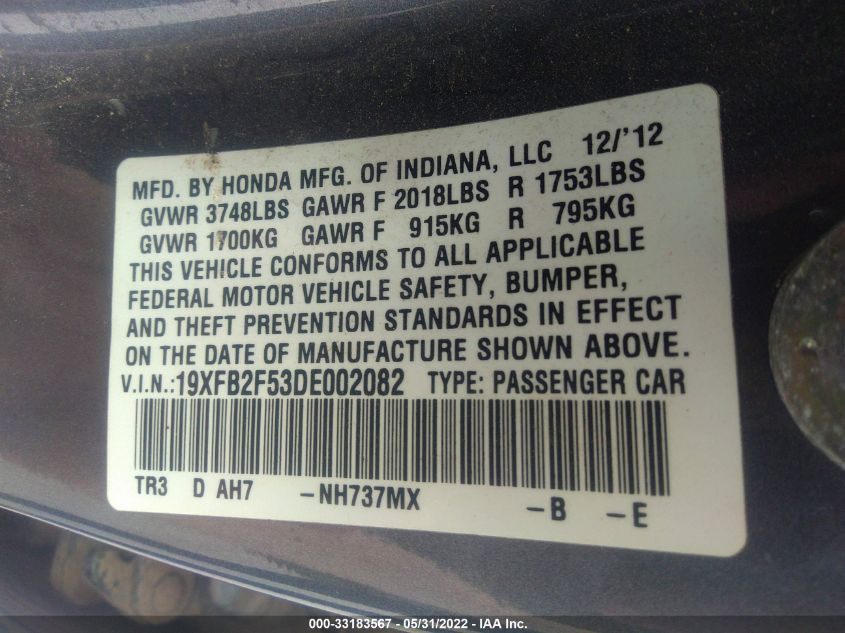 MFD. BY HONDA MFG. OF INDIANA, LLC 12/'12
GVWR 3748LBS GAWR F 2018LBS R 1753LBS
GVWR 1700KG GAWR F 915KG R 795KG
THIS VEHICLE CONFORMS TO ALL APPLICABLE
FEDERAL MOTOR VEHICLE SAFETY, BUMPER,
AND THEFT PREVENTION STANDARDS IN EFFECT
ON THE DATE OF MANUFACTURE SHOWN ABOVE.
V.I.N.:19XFB2F53DE002082 TYPE: PASSENGER CAR
TR3 D AH7 -NH737MX -B -E
000-33183567 - 05/31/2022 - IAA Inc.